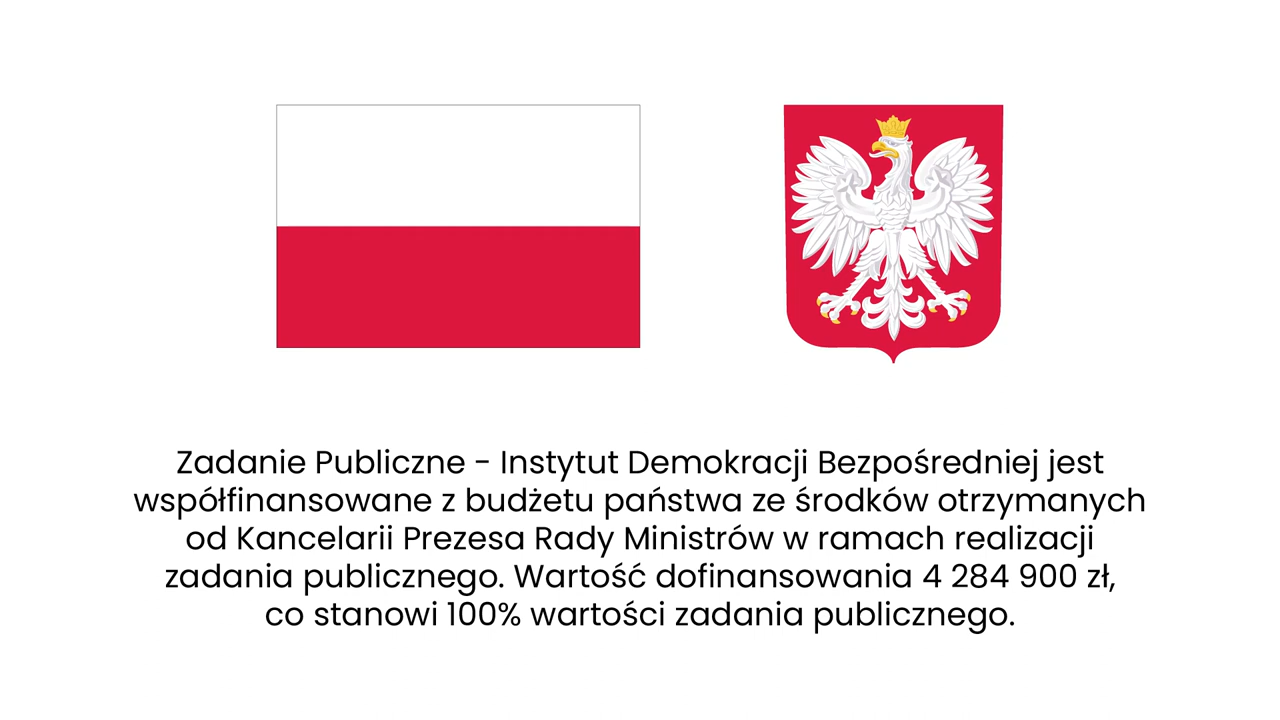 Zadanie Publiczne - Instytut Demokracji Bezpośredniej jest
współfinansowane z budżetu państwa ze środków otrzymanych
od Kancelarii Prezesa Rady Ministrów w ramach realizacji
zadania publicznego. Wartość dofinansowania 4 284 900 zł,
co stanowi 100% wartości zadania publicznego.